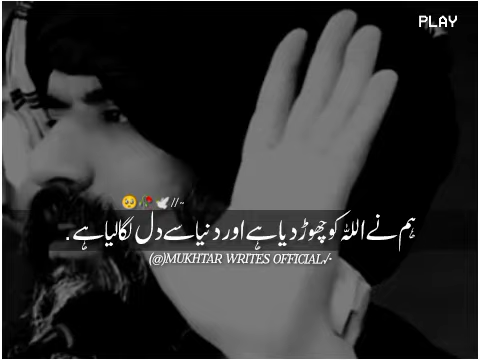 PLAY
🥺🥀🕊️//~
ہم نے اللہ کو چھوڑ دیا ہے اور دنیا سے دل لگا لیا ہے .
(@)MUKHTAR WRITES OFFICIAL√·